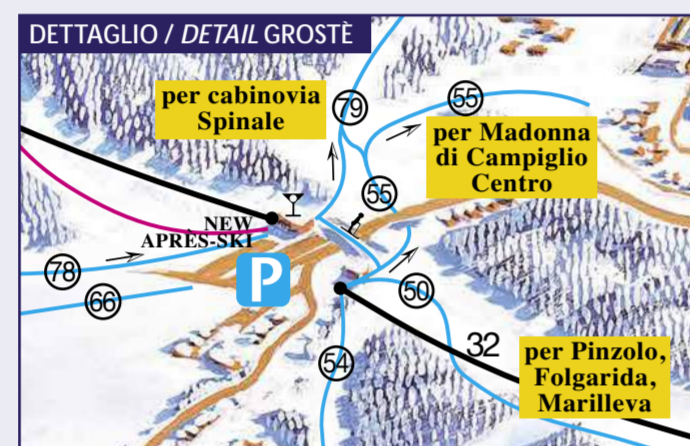 DETTAGLIO / DETAIL GROSTÈ
per cabinovia
Spinale
79
55
per Madonna
di Campiglio
Centro
55
NEW
APRÈS-SKI
78
P
66
50
32
54
per Pinzolo,
Folgarida,
Marilleva